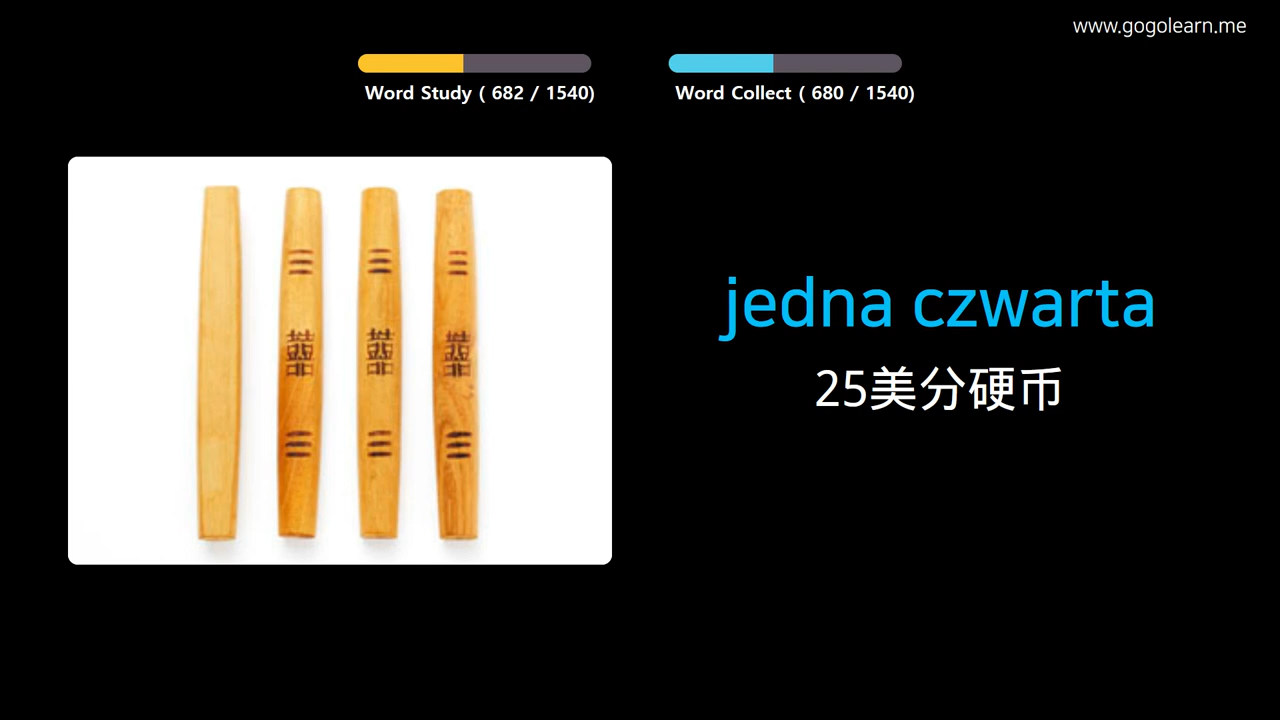 www.gogolearn.me
Word Study ( 682 / 1540)
Word Collect ( 680 / 1540)
jedna czwarta
25美分硬币